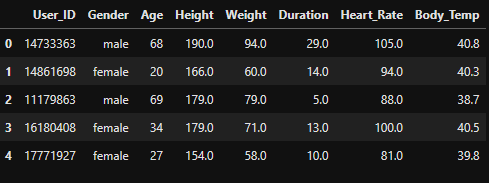 User_ID Gender Age Height Weight Duration Heart_Rate Body_Temp
0 14733363 male 68 190.0 94.0 29.0 105.0 40.8
1 14861698 female 20 166.0 60.0 14.0 94.0 40.3
2 11179863 male 69 179.0 79.0 5.0 88.0 38.7
3 16180408 female 34 179.0 71.0 13.0 100.0 40.5
4 17771927 female 27 154.0 58.0 10.0 81.0 39.8